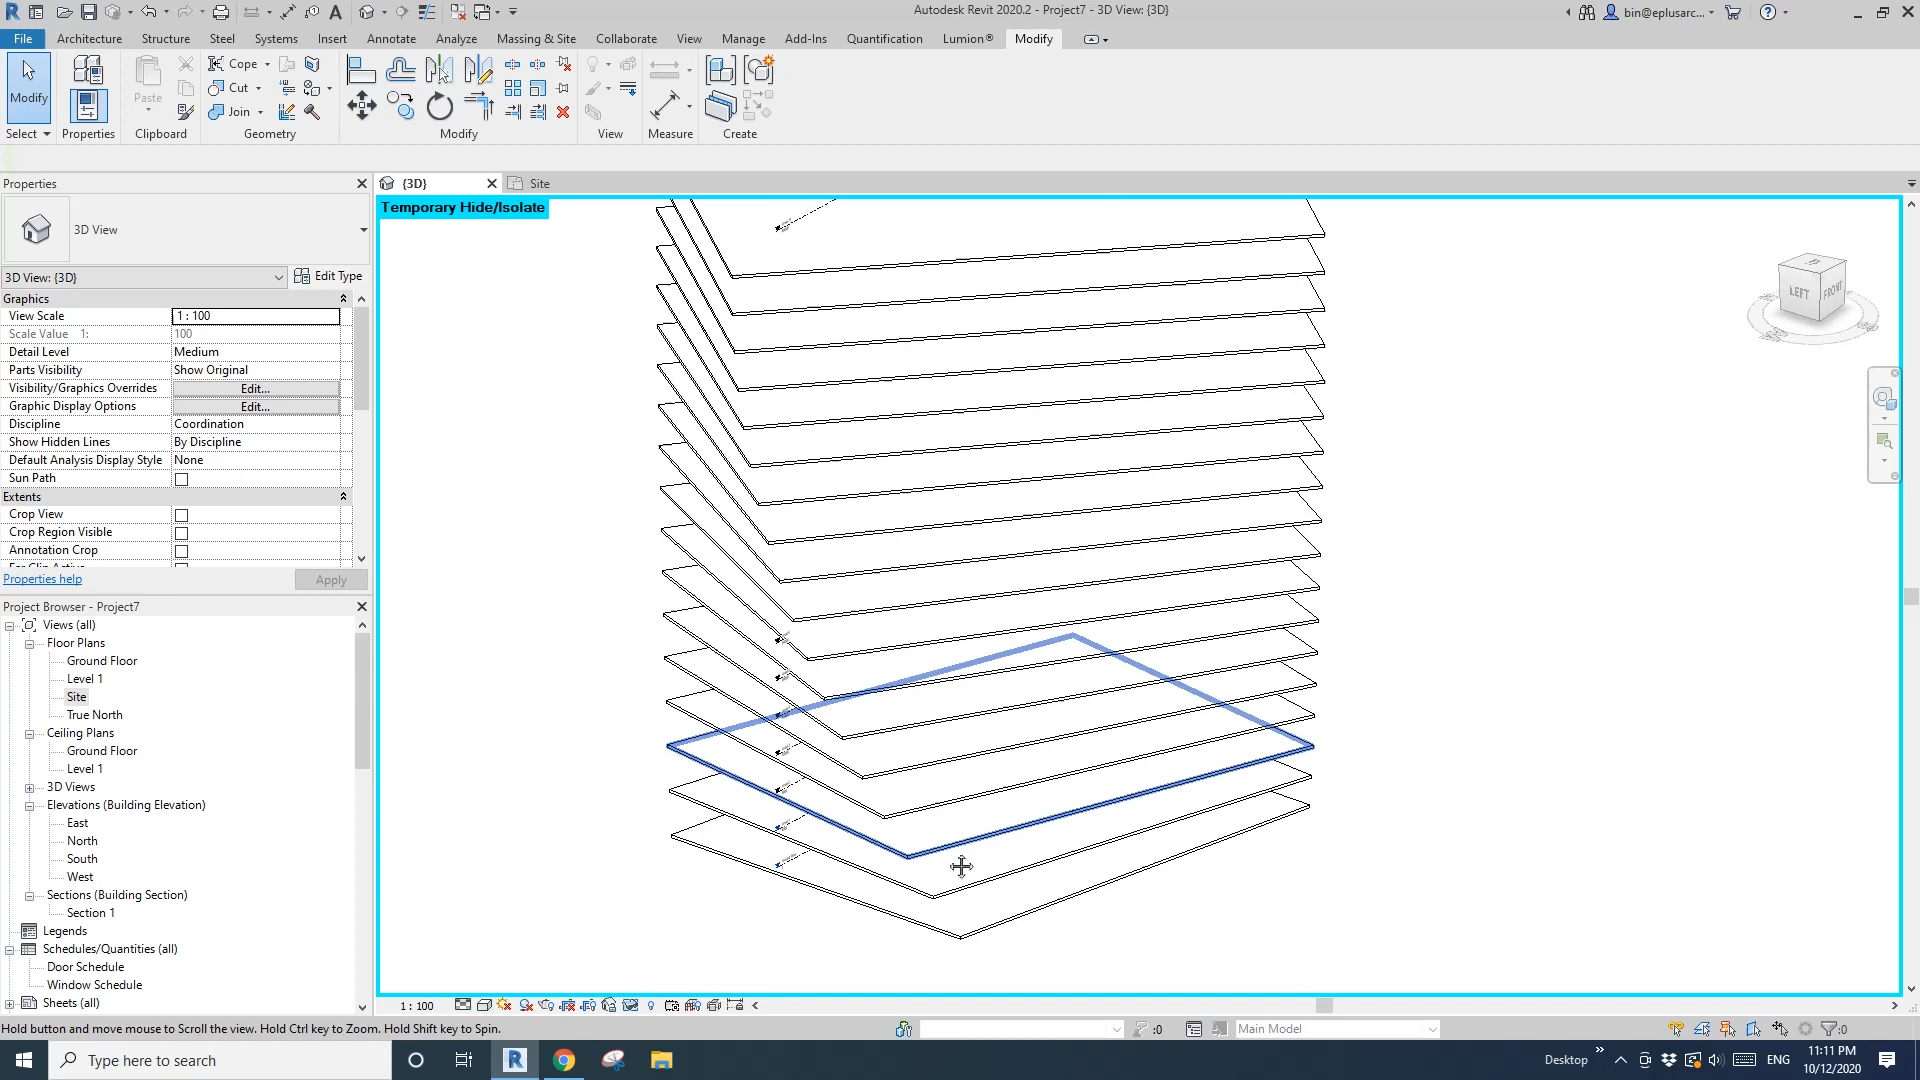 Autodesk Revit 2020.2 - Project7 - 3D View: {3D}
bin@eplusarc...
File Architecture Structure Steel Systems Insert Annotate Analyze Massing & Site Collaborate View Manage Add-Ins Quantification Lumion® Modify
Modify
Paste
Cope
Cut
Join
Select Properties Clipboard Geometry Modify View Measure Create
Properties
{3D}
Site
Temporary Hide/Isolate
3D View
3D View: {3D}
Edit Type
Graphics
View Scale 1 : 100
Scale Value 1: 100
Detail Level Medium
Parts Visibility Show Original
Visibility/Graphics Overrides Edit...
Graphic Display Options Edit...
Discipline Coordination
Show Hidden Lines By Discipline
Default Analysis Display Style None
Sun Path
Extents
Crop View
Crop Region Visible
Annotation Crop
Properties help
Apply
LEFT FRONT
Project Browser - Project7
Views (all)
Floor Plans
Ground Floor
Level 1
Site
True North
Ceiling Plans
Ground Floor
Level 1
3D Views
Elevations (Building Elevation)
East
North
South
West
Sections (Building Section)
Section 1
Legends
Schedules/Quantities (all)
Door Schedule
Window Schedule
Sheets (all)
1 : 100
Hold button and move mouse to Scroll the view. Hold Ctrl key to Zoom. Hold Shift key to Spin.
:0
Main Model
:0
Type here to search
Desktop
ENG
11:11 PM
10/12/2020